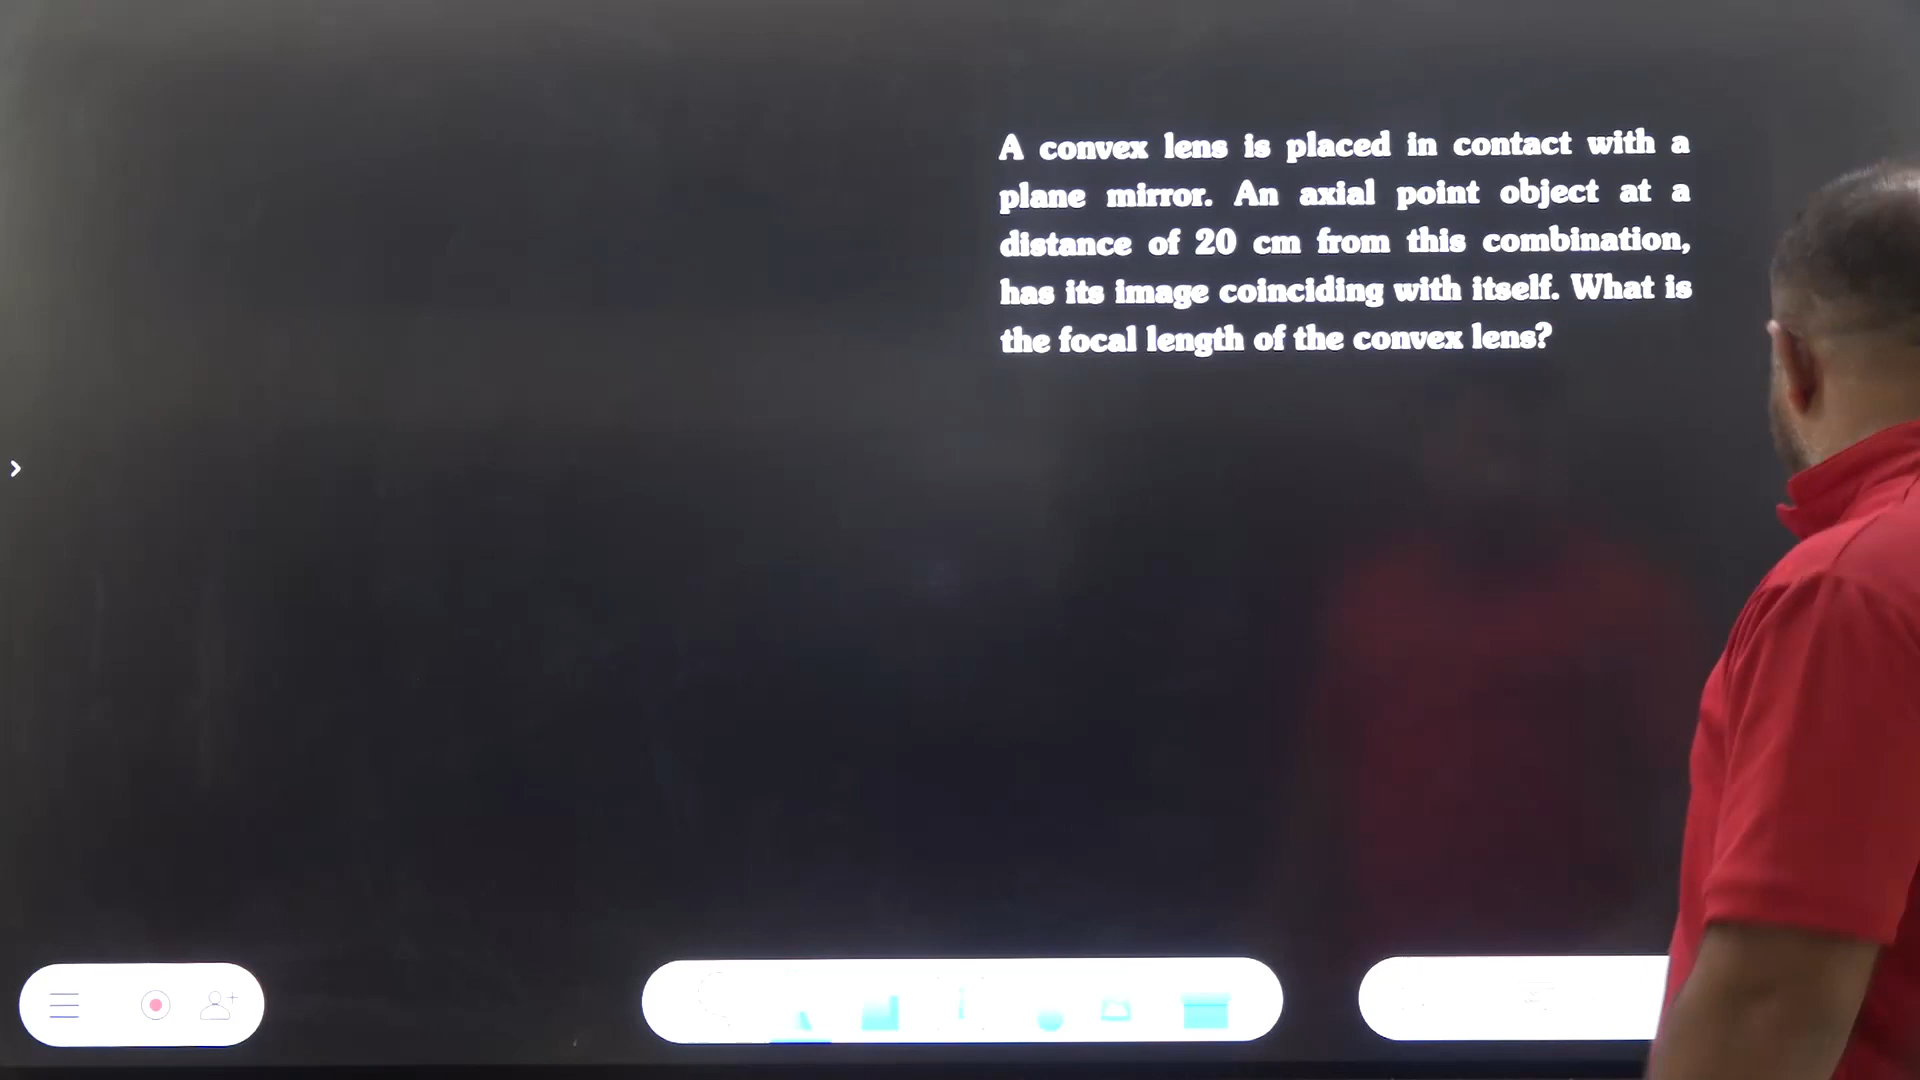 A convex lens is placed in contact with a
plane mirror. An axial point object at a
distance of 20 cm from this combination,
has its image coinciding with itself. What is
the focal length of the convex lens?